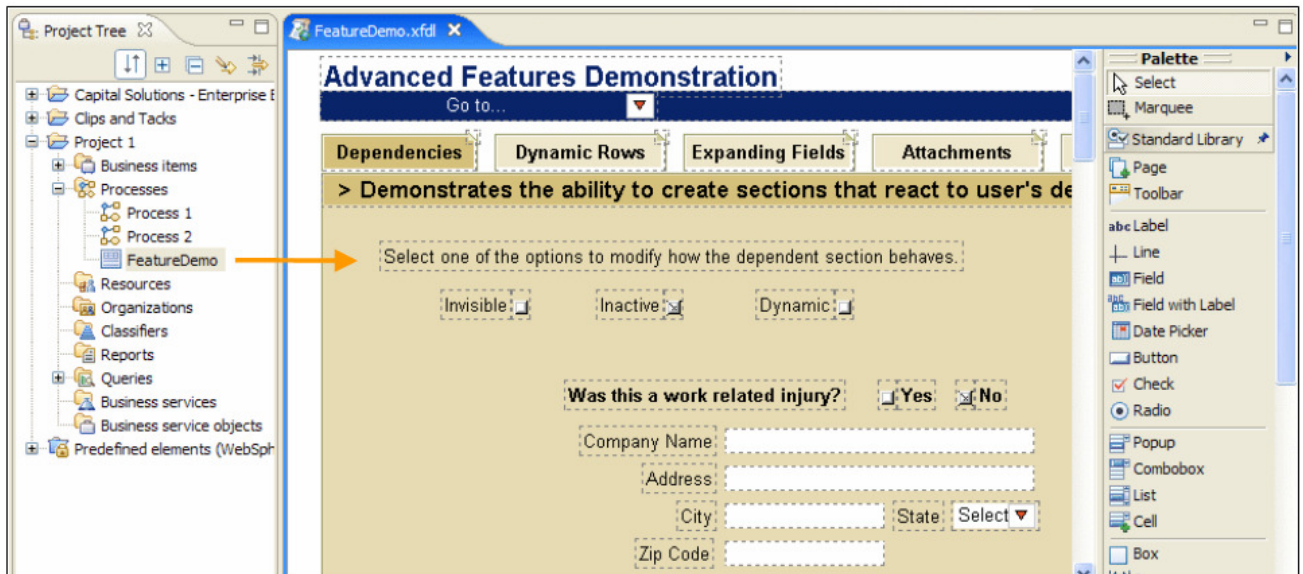 Project Tree
Capital Solutions - Enterprise E
Clips and Tacks
Project 1
Business items
Processes
Process 1
Process 2
FeatureDemo
Resources
Organizations
Classifiers
Reports
Queries
Business services
Business service objects
Predefined elements (WebSph
FeatureDemo.xfdl
Advanced Features Demonstration
Go to...
Dependencies Dynamic Rows Expanding Fields Attachments
> Demonstrates the ability to create sections that react to user's de
Select one of the options to modify how the dependent section behaves.
Invisible Inactive Dynamic
Was this a work related injury? Yes No
Company Name
Address
City State Select
Zip Code
Palette
Select
Marquee
Standard Library
Page
Toolbar
abc Label
Line
Field
Field with Label
Date Picker
Button
Check
Radio
Popup
Combobox
List
Cell
Box